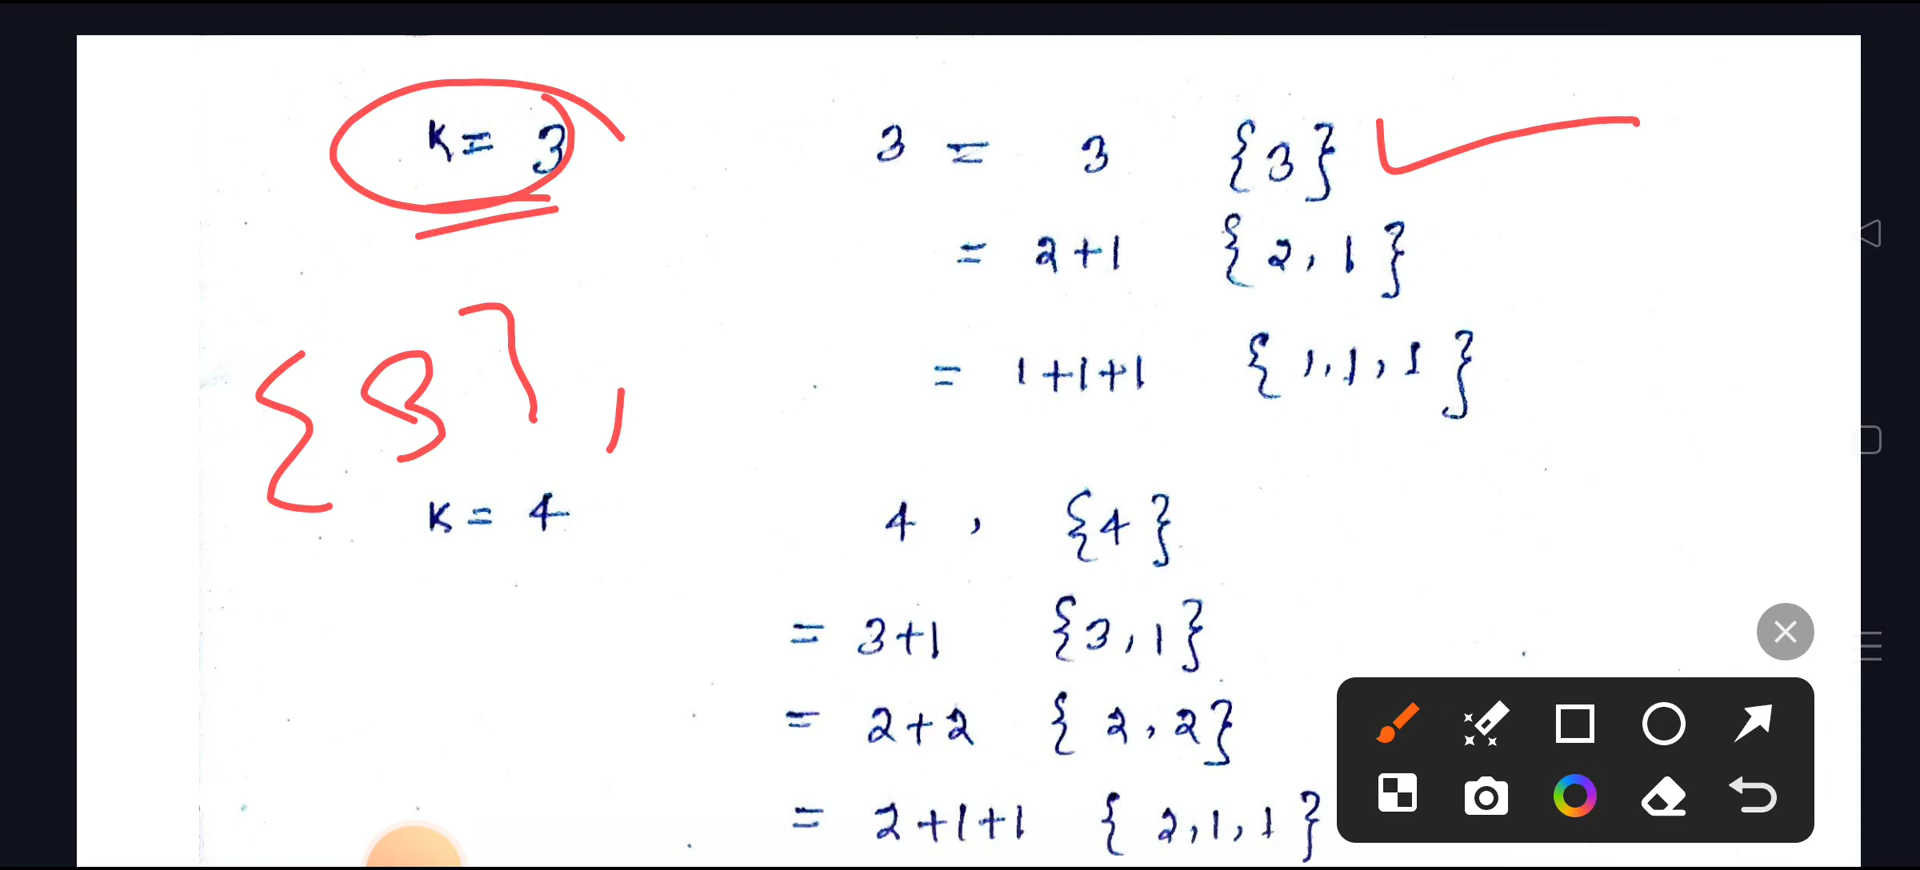 K = 3 3 = 3 {3}
= 2+1 {2, 1}
= 1+1+1 {1, 1, 1}
{3},
K = 4 4 , {4}
= 3+1 {3, 1}
= 2+2 {2, 2}
= 2+1+1 {2, 1, 1}